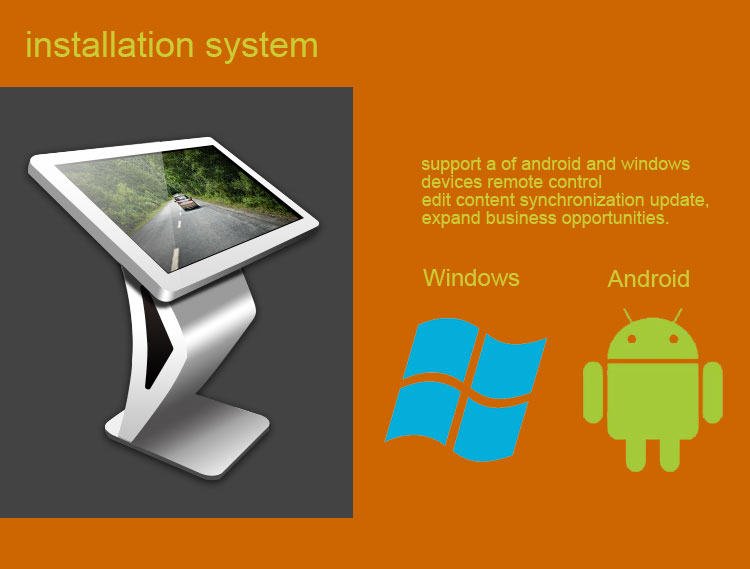 installation system
support a of android and windows
devices remote control
edit content synchronization update,
expand business opportunities.
Windows
Android